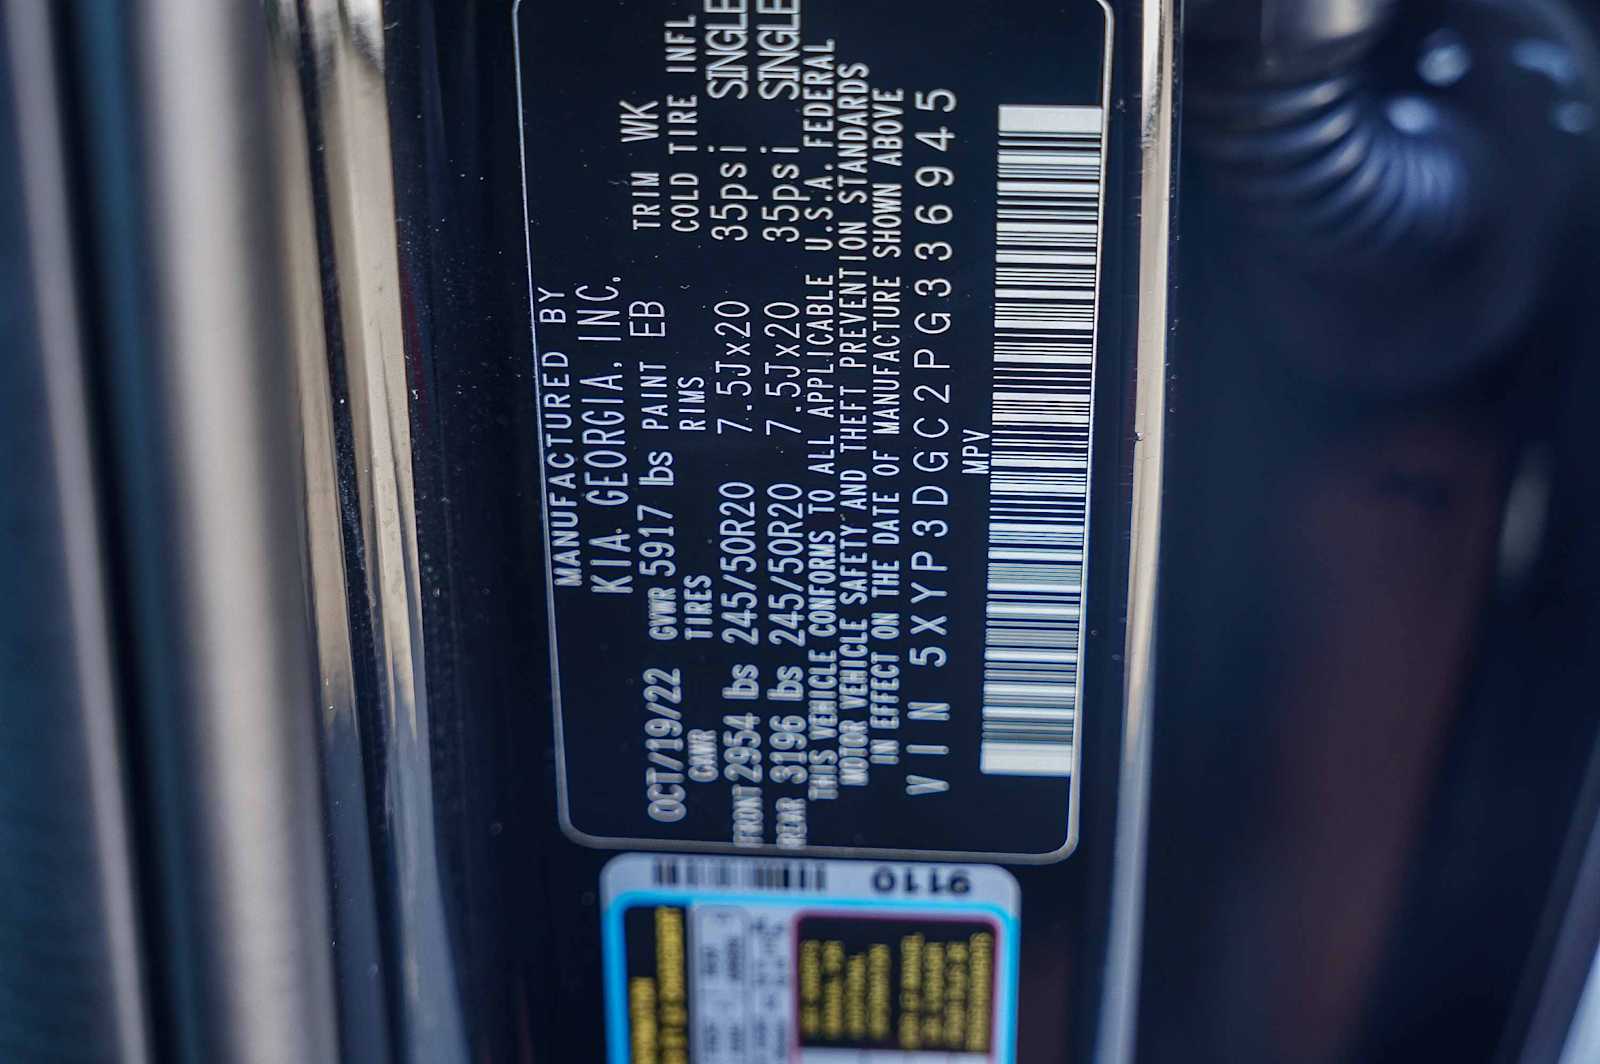 MANUFACTURED BY
KIA GEORGIA, INC.
OCT/19/22 GVWR 5917 lbs PAINT EB TRIM WK
GAWR TIRES RIMS COLD TIRE INFL
FRONT 2954 lbs 245/50R20 7.5Jx20 35psi SINGLE
REAR 3196 lbs 245/50R20 7.5Jx20 35psi SINGLE
THIS VEHICLE CONFORMS TO ALL APPLICABLE U.S.A. FEDERAL
MOTOR VEHICLE SAFETY AND THEFT PREVENTION STANDARDS
IN EFFECT ON THE DATE OF MANUFACTURE SHOWN ABOVE
VIN 5XYP3DGC2PG336945
MPV
9110